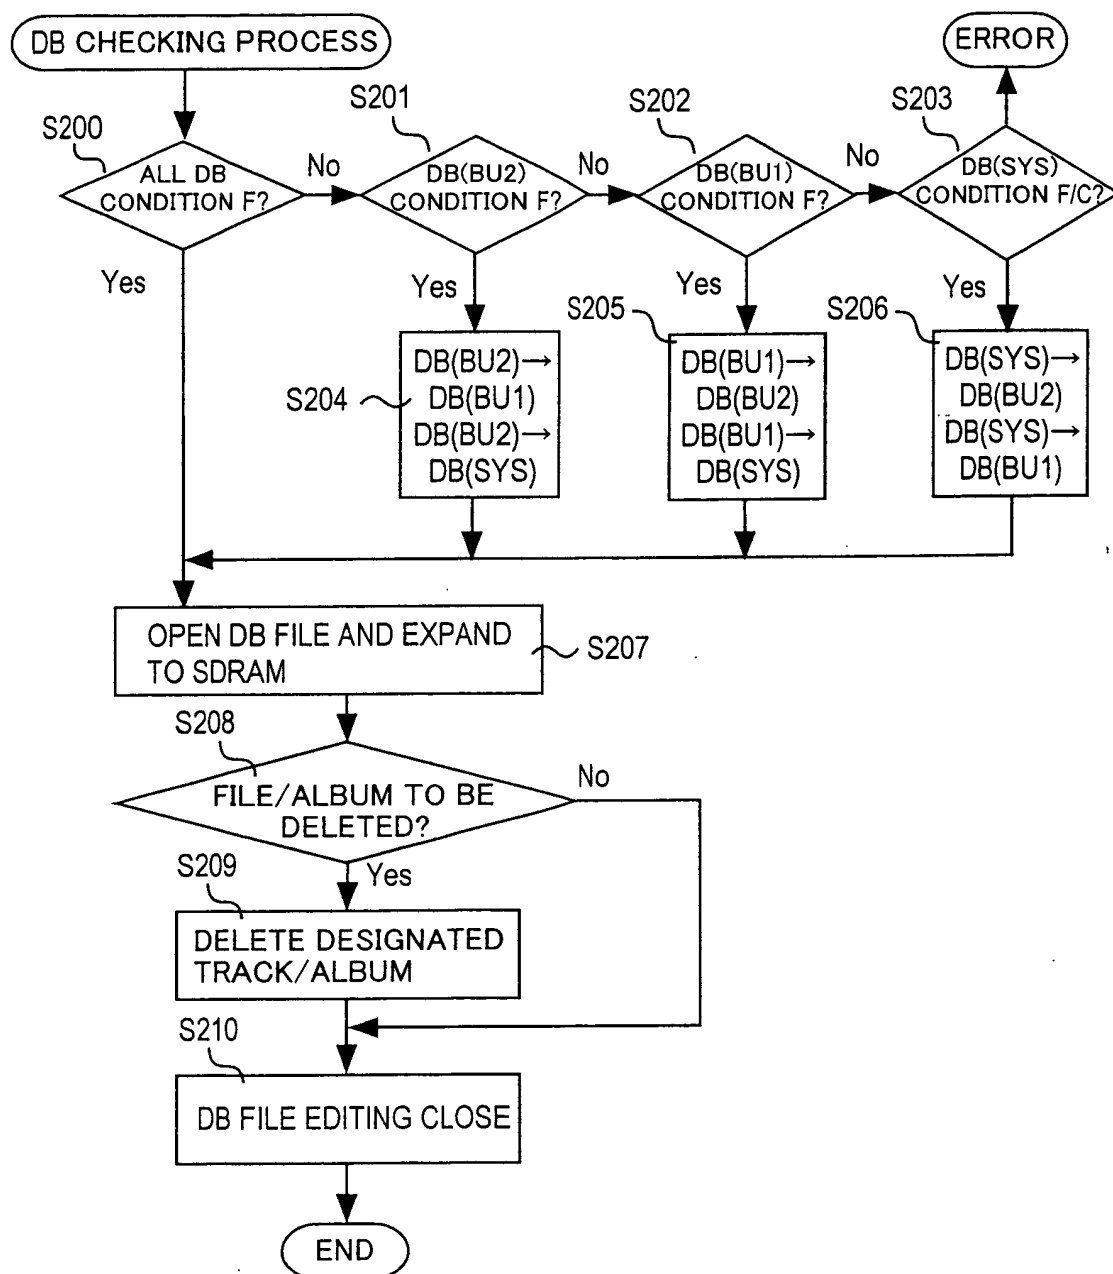 DB CHECKING PROCESS
ERROR
S200
S201
S202
S203
ALL DB
CONDITION F?
No
DB(BU2)
CONDITION F?
No
DB(BU1)
CONDITION F?
No
DB(SYS)
CONDITION F/C?
Yes
Yes
Yes
Yes
S204
DB(BU2)→
DB(BU1)
DB(BU2)→
DB(SYS)
S205
DB(BU1)→
DB(BU2)
DB(BU1)→
DB(SYS)
S206
DB(SYS)→
DB(BU2)
DB(SYS)→
DB(BU1)
OPEN DB FILE AND EXPAND
TO SDRAM
S207
S208
FILE/ALBUM TO BE
DELETED?
No
Yes
S209
DELETE DESIGNATED
TRACK/ALBUM
S210
DB FILE EDITING CLOSE
END